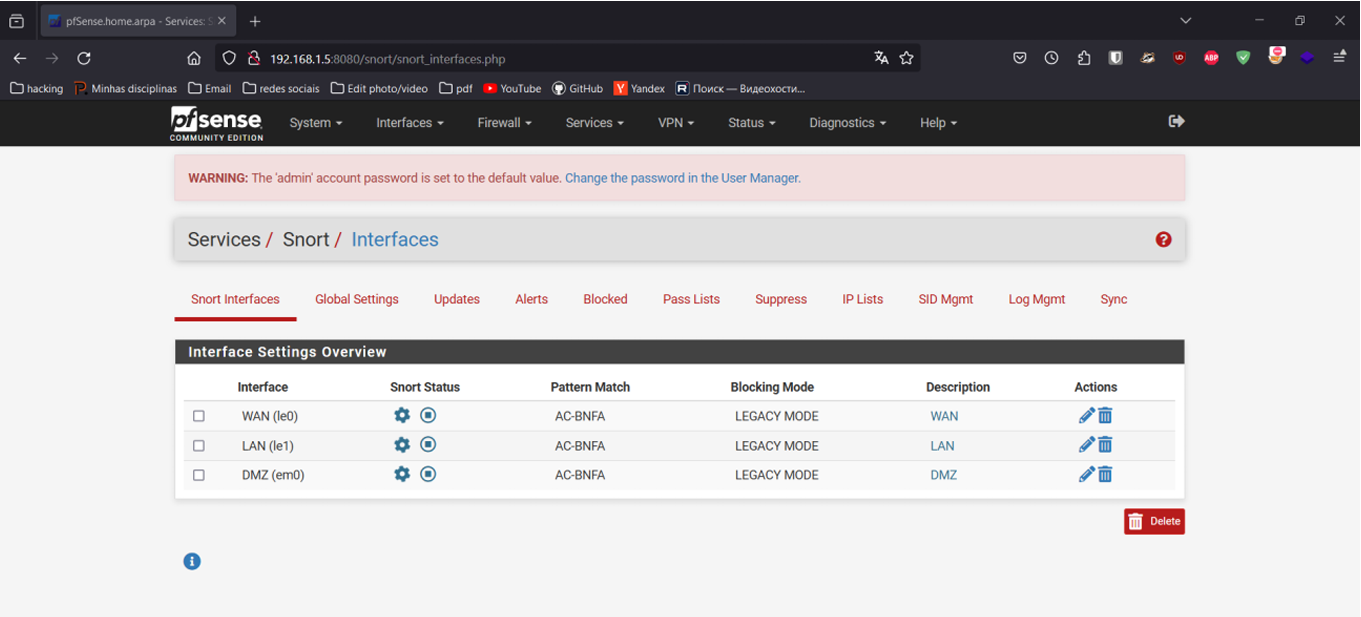 pfSense.home.arpa - Services: S
192.168.1.5:8080/snort/snort_interfaces.php
hacking Minhas disciplinas Email redes sociais Edit photo/video pdf YouTube GitHub Yandex Поиск — Видеохости...
pfsense System Interfaces Firewall Services VPN Status Diagnostics Help
COMMUNITY EDITION
WARNING: The 'admin' account password is set to the default value. Change the password in the User Manager.
Services / Snort / Interfaces
Snort Interfaces Global Settings Updates Alerts Blocked Pass Lists Suppress IP Lists SID Mgmt Log Mgmt Sync
Interface Settings Overview
Interface Snort Status Pattern Match Blocking Mode Description Actions
WAN (le0) AC-BNFA LEGACY MODE WAN
LAN (le1) AC-BNFA LEGACY MODE LAN
DMZ (em0) AC-BNFA LEGACY MODE DMZ
Delete